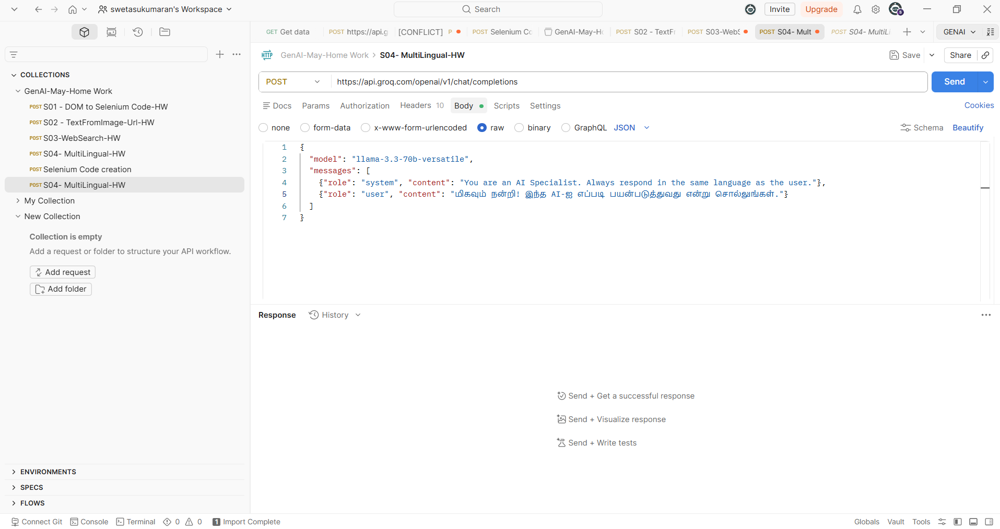 swetasukumaran's Workspace
Search
Invite
Upgrade
GET Get data
POST https://api.g
[CONFLICT] P
POST Selenium Co
GenAI-May-Ho
POST S02 - TextFr
POST S03-WebS
POST S04- Mult
POST S04- MultiLi
GENAI
COLLECTIONS
GenAI-May-Home Work
POST S01 - DOM to Selenium Code-HW
POST S02 - TextFromImage-Url-HW
POST S03-WebSearch-HW
POST S04- MultiLingual-HW
POST Selenium Code creation
POST S04- MultiLingual-HW
My Collection
New Collection
Collection is empty
Add a request or folder to structure your API workflow.
Add request
Add folder
ENVIRONMENTS
SPECS
FLOWS
HTTP GenAI-May-Home Work > S04- MultiLingual-HW
Save
Share
POST https://api.groq.com/openai/v1/chat/completions
Send
Docs Params Authorization Headers 10 Body Scripts Settings
Cookies
none form-data x-www-form-urlencoded raw binary GraphQL JSON
Schema Beautify
1 {
2 "model": "llama-3.3-70b-versatile",
3 "messages": [
4 {"role": "system", "content": "You are an AI Specialist. Always respond in the same language as the user."},
5 {"role": "user", "content": "மிகவும் நன்றி! இந்த AI-ஐ எப்படி பயன்படுத்துவது என்று சொல்லுங்கள்."}
6 ]
7 }
Response History
Send + Get a successful response
Send + Visualize response
Send + Write tests
Connect Git Console Terminal 0 0 1 Import Complete
Globals Vault Tools